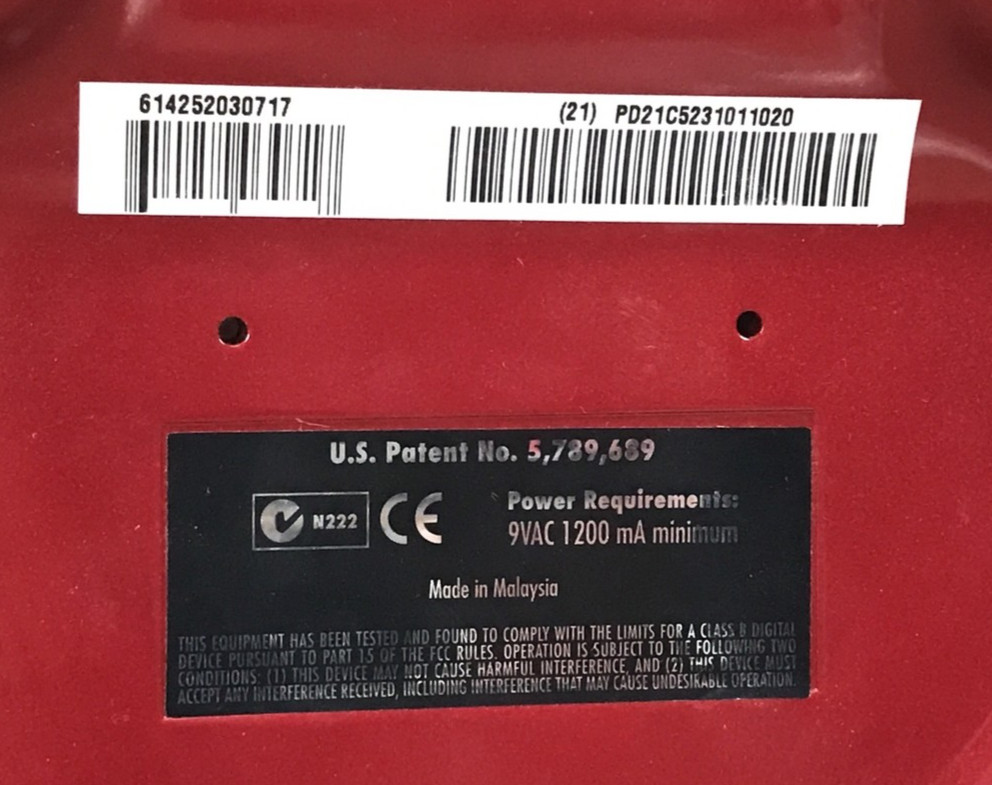 614252030717
(21) PD21C5231011020
U.S. Patent No. 5,789,689
N222 CE
Power Requirements:
9VAC 1200 mA minimum
Made in Malaysia
THIS EQUIPMENT HAS BEEN TESTED AND FOUND TO COMPLY WITH THE LIMITS FOR A CLASS B DIGITAL
DEVICE PURSUANT TO PART 15 OF THE FCC RULES. OPERATION IS SUBJECT TO THE FOLLOWING TWO
CONDITIONS: (1) THIS DEVICE MAY NOT CAUSE HARMFUL INTERFERENCE, AND (2) THIS DEVICE MUST
ACCEPT ANY INTERFERENCE RECEIVED, INCLUDING INTERFERENCE THAT MAY CAUSE UNDESIRABLE OPERATION.